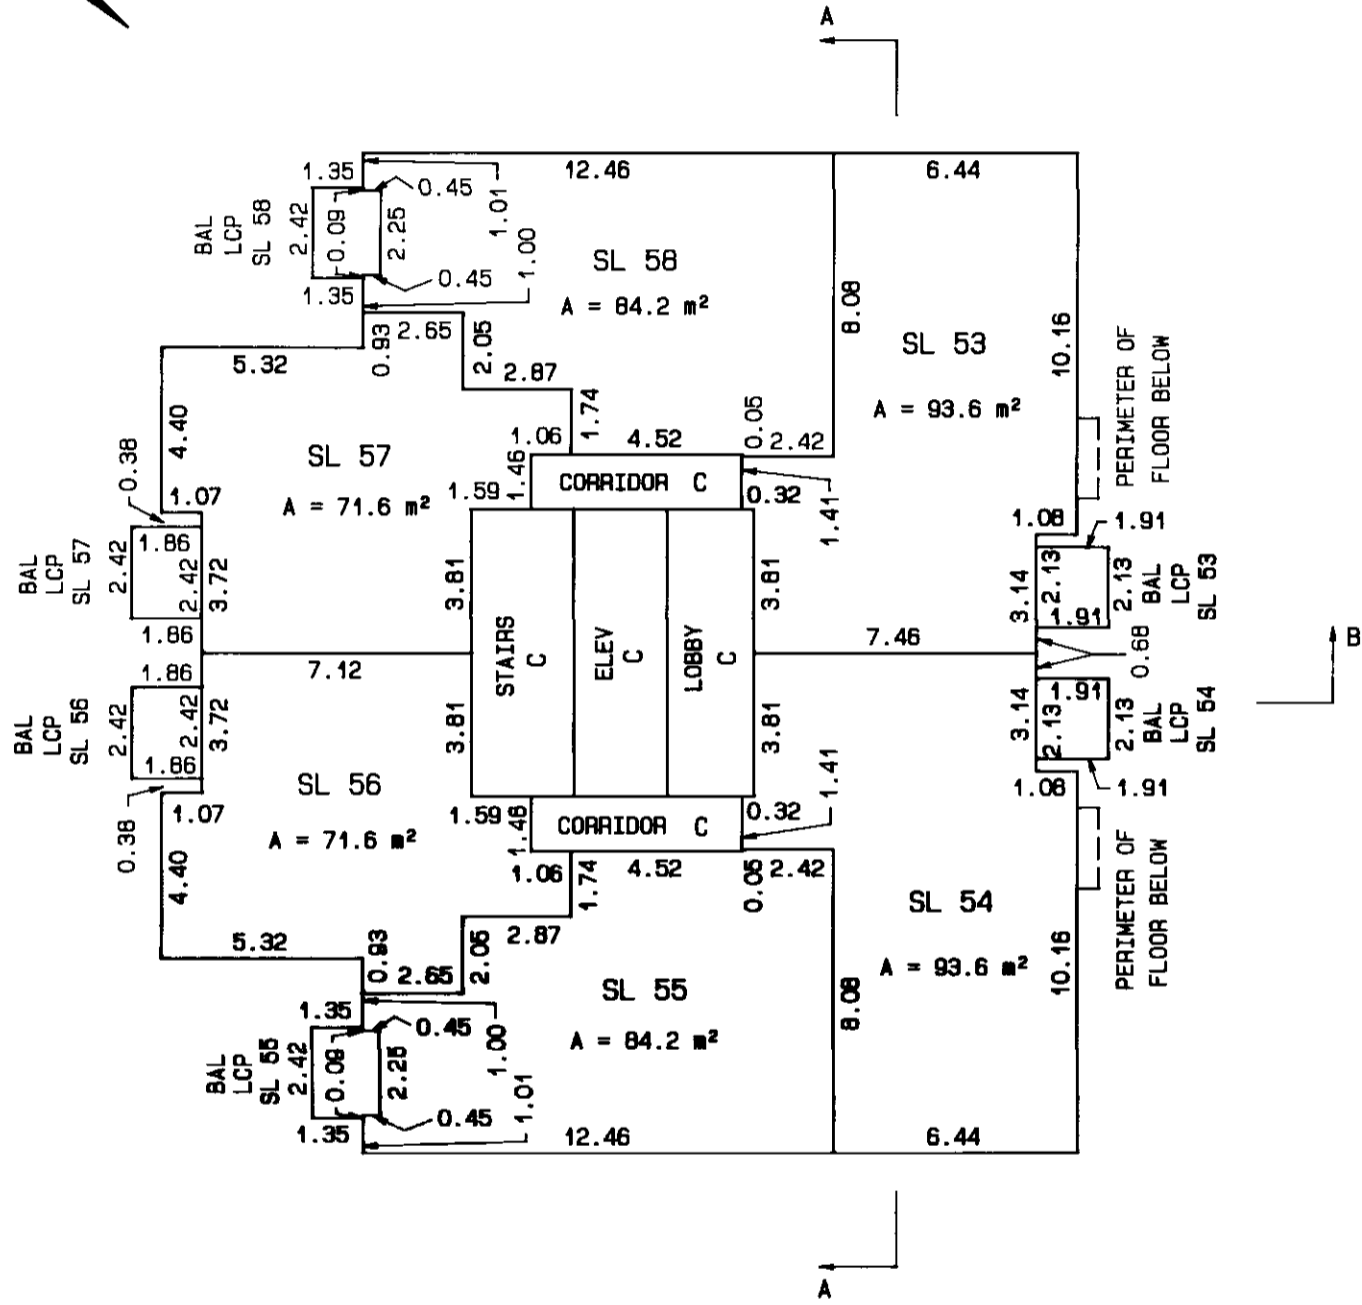 A
12.46
6.44
1.35
0.45
1.01
BAL
LCP
SL 58
2.42
0.09
2.25
1.00
SL 58
A = 84.2 m²
0.45
1.35
8.08
SL 53
A = 93.6 m²
10.16
PERIMETER OF
FLOOR BELOW
5.32
0.93
2.65
2.05
2.87
1.74
4.40
0.38
SL 57
A = 71.6 m²
1.06
4.52
0.05
2.42
1.46
CORRIDOR C
1.59
0.32
1.41
1.07
1.86
BAL
LCP
SL 57
2.42
2.42
3.72
1.86
3.81
3.81
1.08
1.91
3.14
2.13
2.13
BAL
LCP
SL 53
1.91
7.12
STAIRS
C
ELEV
C
LOBBY
C
7.46
0.68
B
1.86
BAL
LCP
SL 56
2.42
2.42
3.72
1.86
3.81
3.81
3.14
1.91
2.13
2.13
BAL
LCP
SL 54
1.91
1.08
0.38
1.07
SL 56
A = 71.6 m²
1.59
1.46
CORRIDOR C
0.32
1.41
4.40
1.06
1.74
4.52
0.05
2.42
5.32
0.93
2.65
2.05
2.87
SL 54
A = 93.6 m²
10.16
PERIMETER OF
FLOOR BELOW
SL 55
A = 84.2 m²
8.08
1.35
0.45
1.00
BAL
LCP
SL 55
2.42
0.09
2.25
1.01
0.45
1.35
12.46
6.44
A